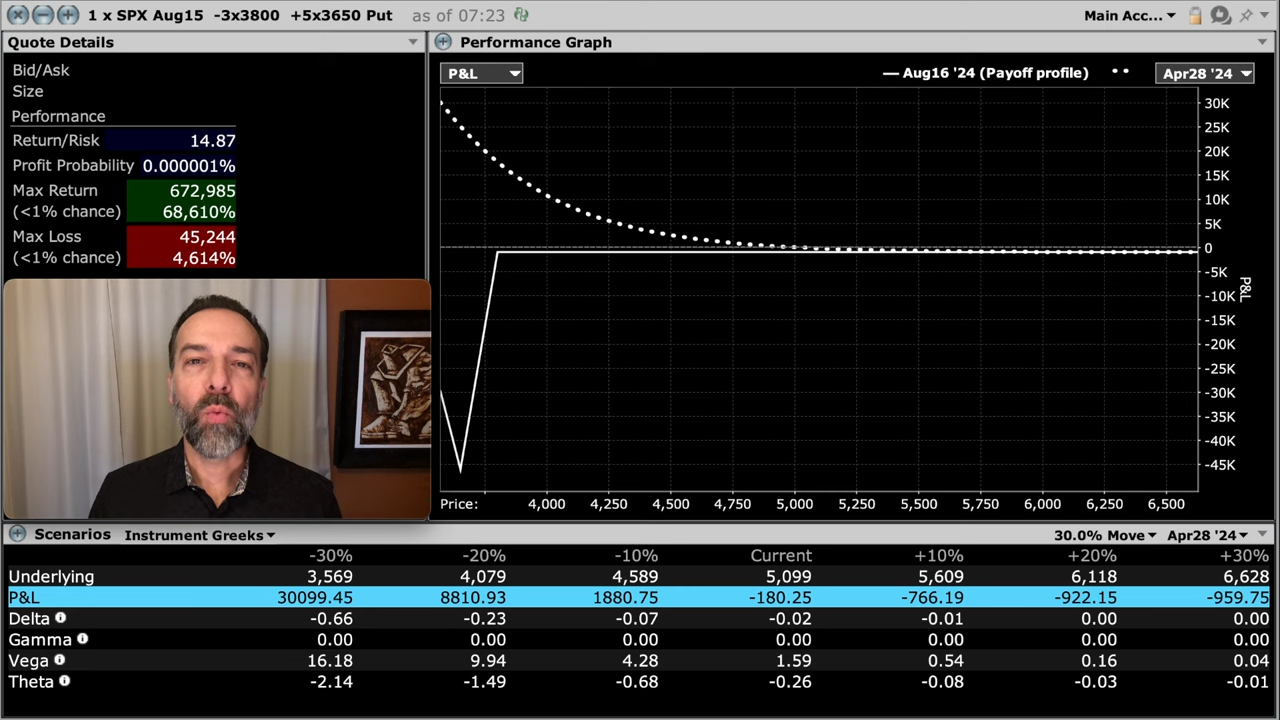 1 x SPX Aug15 -3x3800 +5x3650 Put as of 07:23 Main Acc...
Quote Details
Bid/Ask
Size
Performance
Return/Risk 14.87
Profit Probability 0.000001%
Max Return 672,985
(<1% chance) 68,610%
Max Loss 45,244
(<1% chance) 4,614%
Performance Graph
P&L Aug16 '24 (Payoff profile) Apr28 '24
30K
25K
20K
15K
10K
5K
0
-5K
-10K
-15K
-20K
-25K
-30K
-35K
-40K
-45K
P&L
Price: 4,000 4,250 4,500 4,750 5,000 5,250 5,500 5,750 6,000 6,250 6,500
Scenarios Instrument Greeks 30.0% Move Apr28 '24
-30% -20% -10% Current +10% +20% +30%
Underlying 3,569 4,079 4,589 5,099 5,609 6,118 6,628
P&L 30099.45 8810.93 1880.75 -180.25 -766.19 -922.15 -959.75
Delta -0.66 -0.23 -0.07 -0.02 -0.01 0.00 0.00
Gamma 0.00 0.00 0.00 0.00 0.00 0.00 0.00
Vega 16.18 9.94 4.28 1.59 0.54 0.16 0.04
Theta -2.14 -1.49 -0.68 -0.26 -0.08 -0.03 -0.01